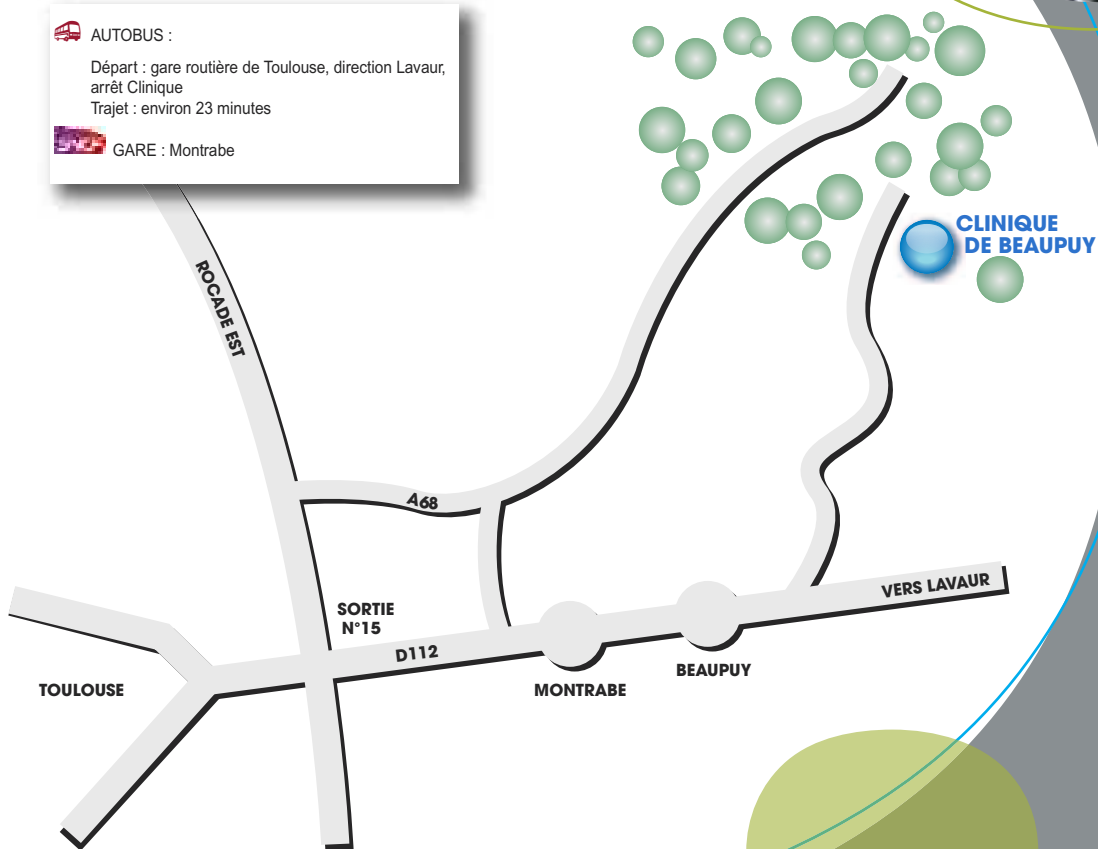 AUTOBUS :
Départ : gare routière de Toulouse, direction Lavaur,
arrêt Clinique
Trajet : environ 23 minutes
GARE : Montrabe
CLINIQUE
DE BEAUPUY
ROCADE EST
A68
SORTIE
N°15
D112
VERS LAVAUR
TOULOUSE
MONTRABE
BEAUPUY